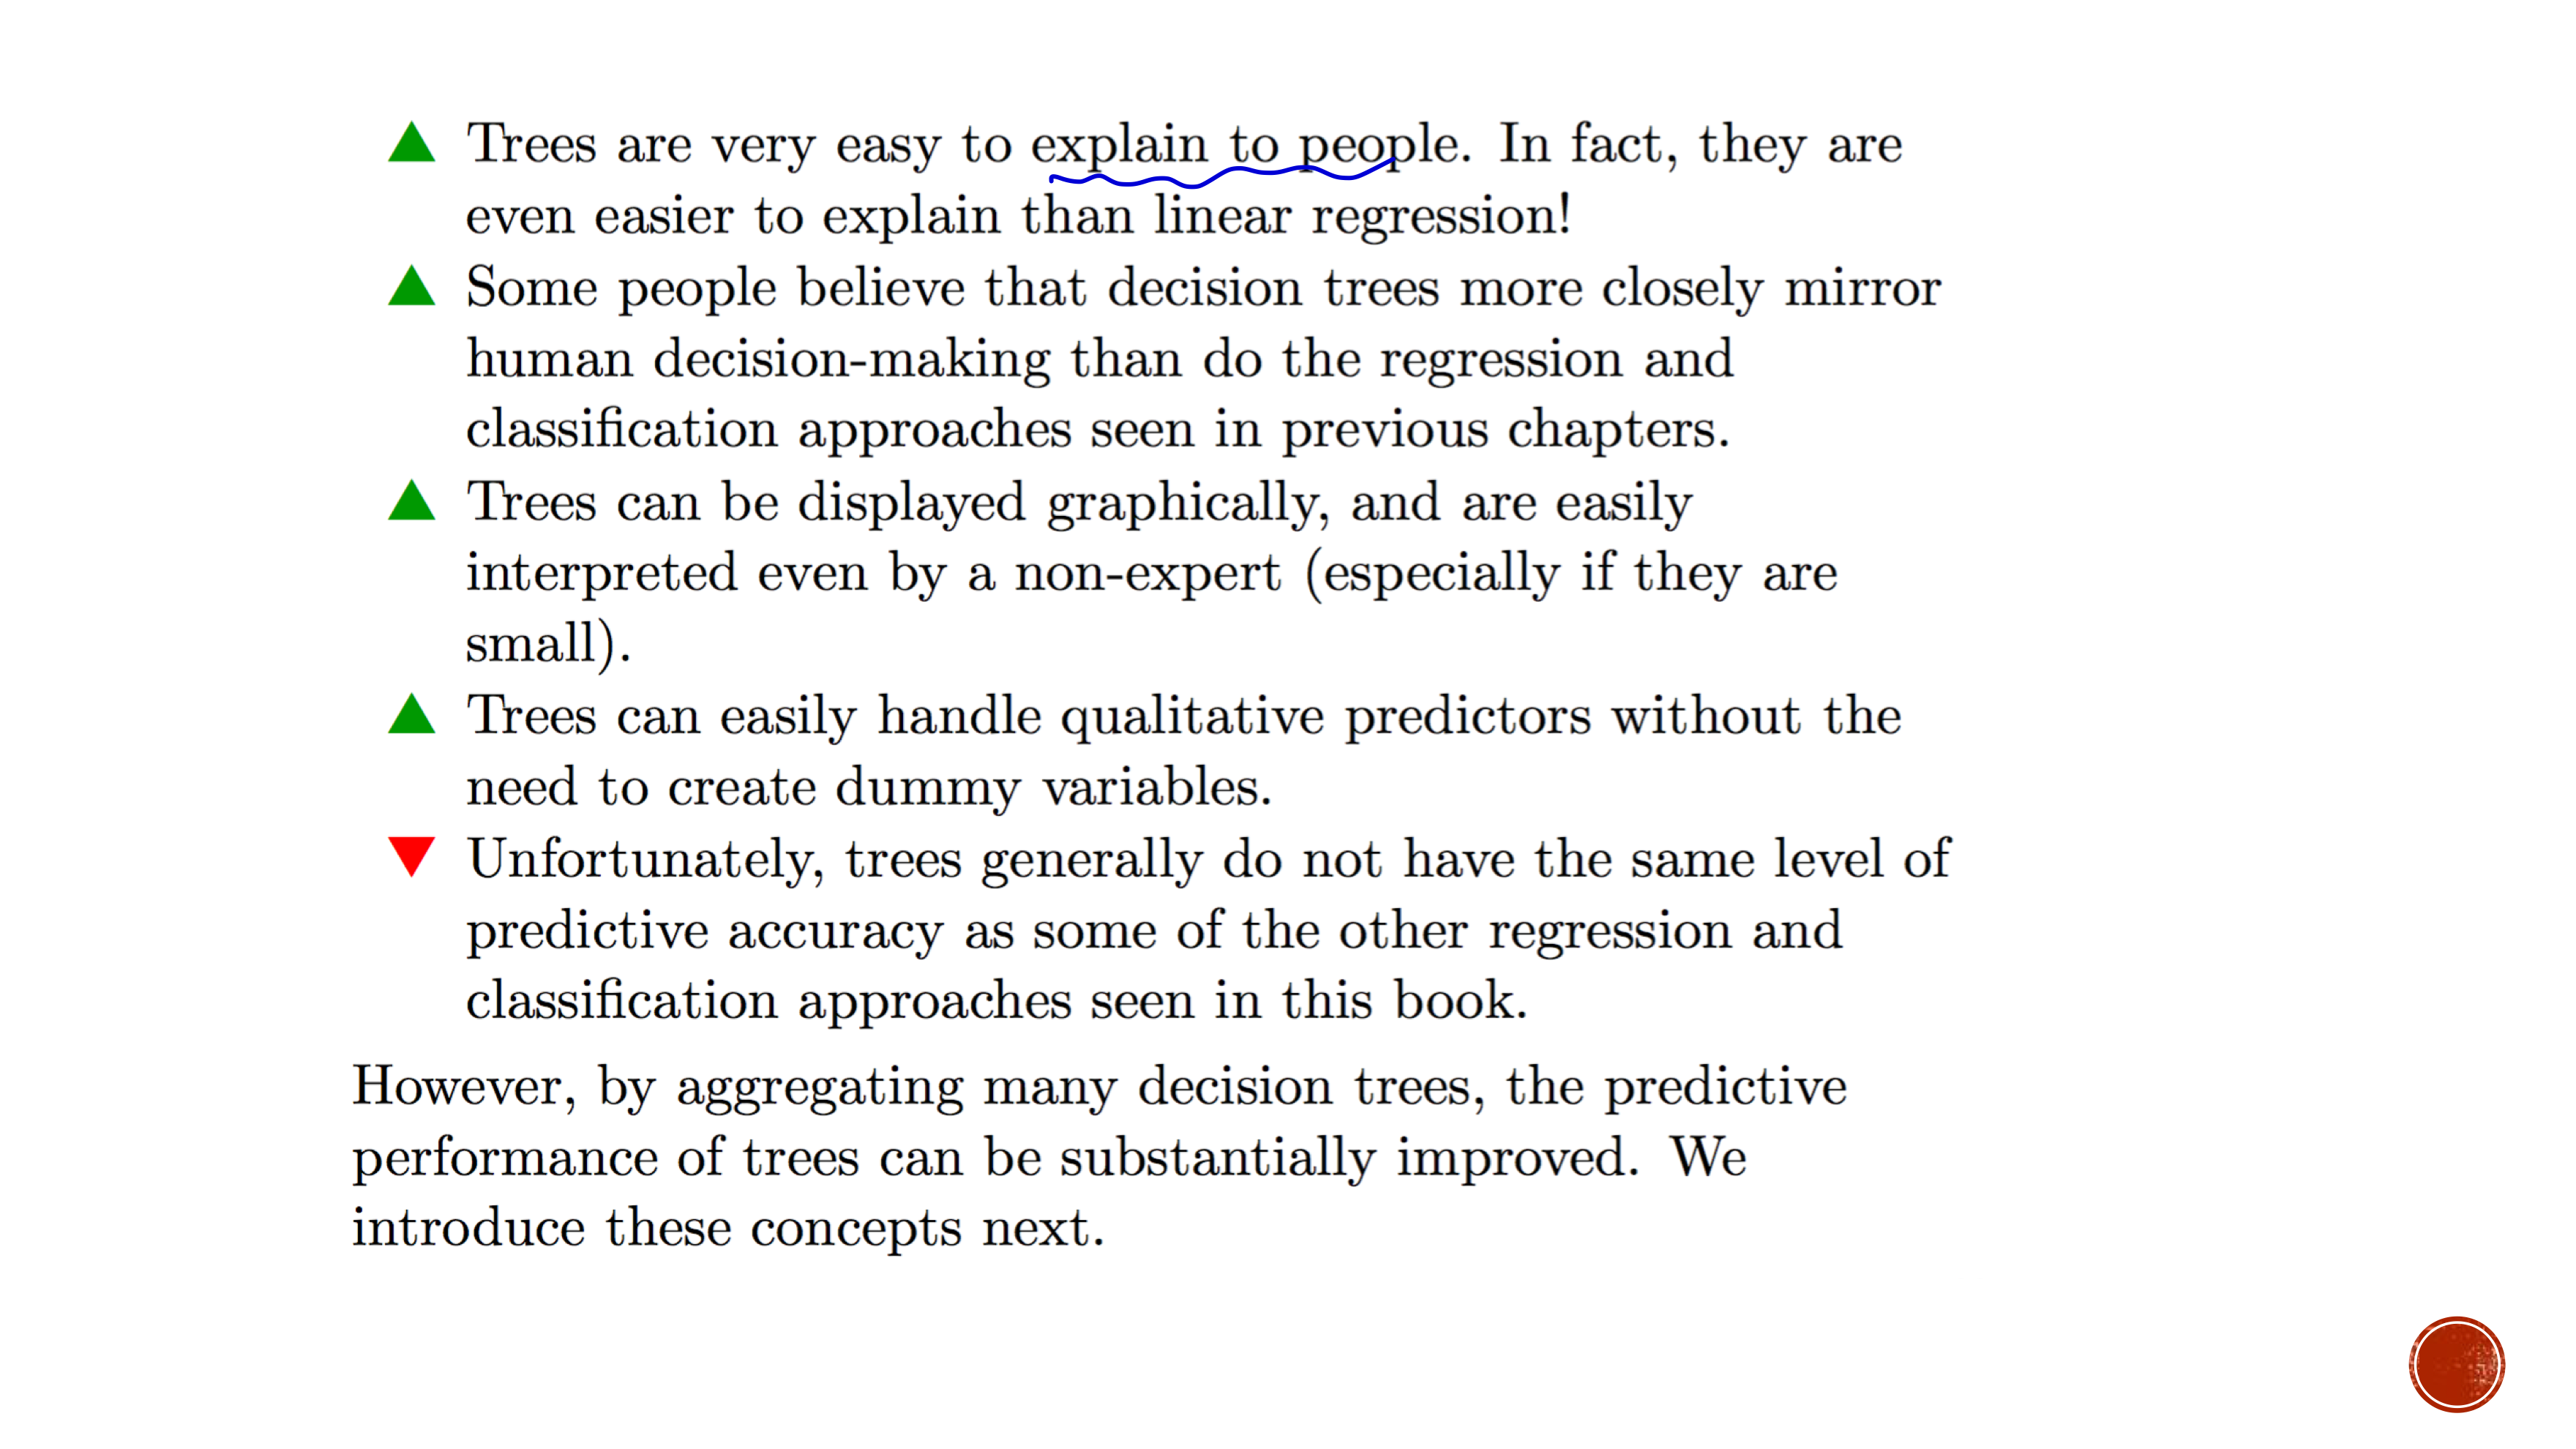 ▲ Trees are very easy to explain to people. In fact, they are
even easier to explain than linear regression!
▲ Some people believe that decision trees more closely mirror
human decision-making than do the regression and
classification approaches seen in previous chapters.
▲ Trees can be displayed graphically, and are easily
interpreted even by a non-expert (especially if they are
small).
▲ Trees can easily handle qualitative predictors without the
need to create dummy variables.
▼ Unfortunately, trees generally do not have the same level of
predictive accuracy as some of the other regression and
classification approaches seen in this book.
However, by aggregating many decision trees, the predictive
performance of trees can be substantially improved. We
introduce these concepts next.